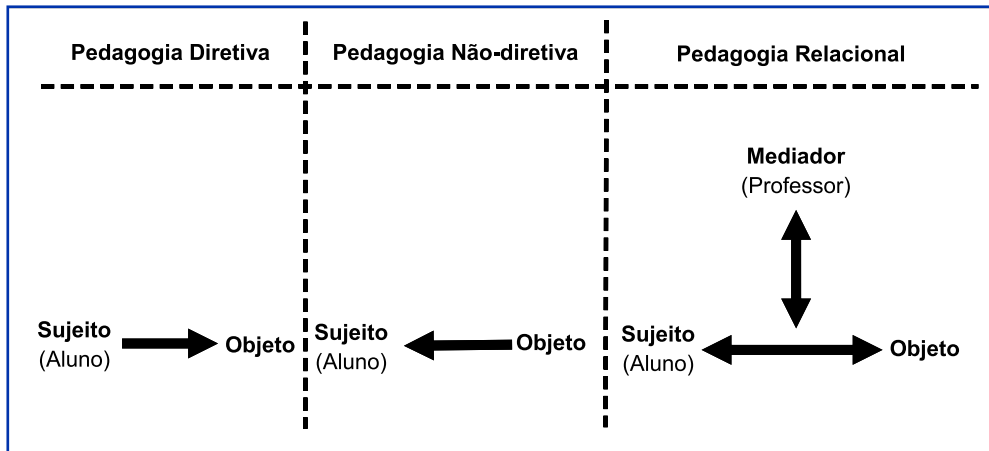 Pedagogia Diretiva
Pedagogia Não-diretiva
Pedagogia Relacional
Mediador
(Professor)
Sujeito
(Aluno)
Objeto
Sujeito
(Aluno)
Objeto
Sujeito
(Aluno)
Objeto